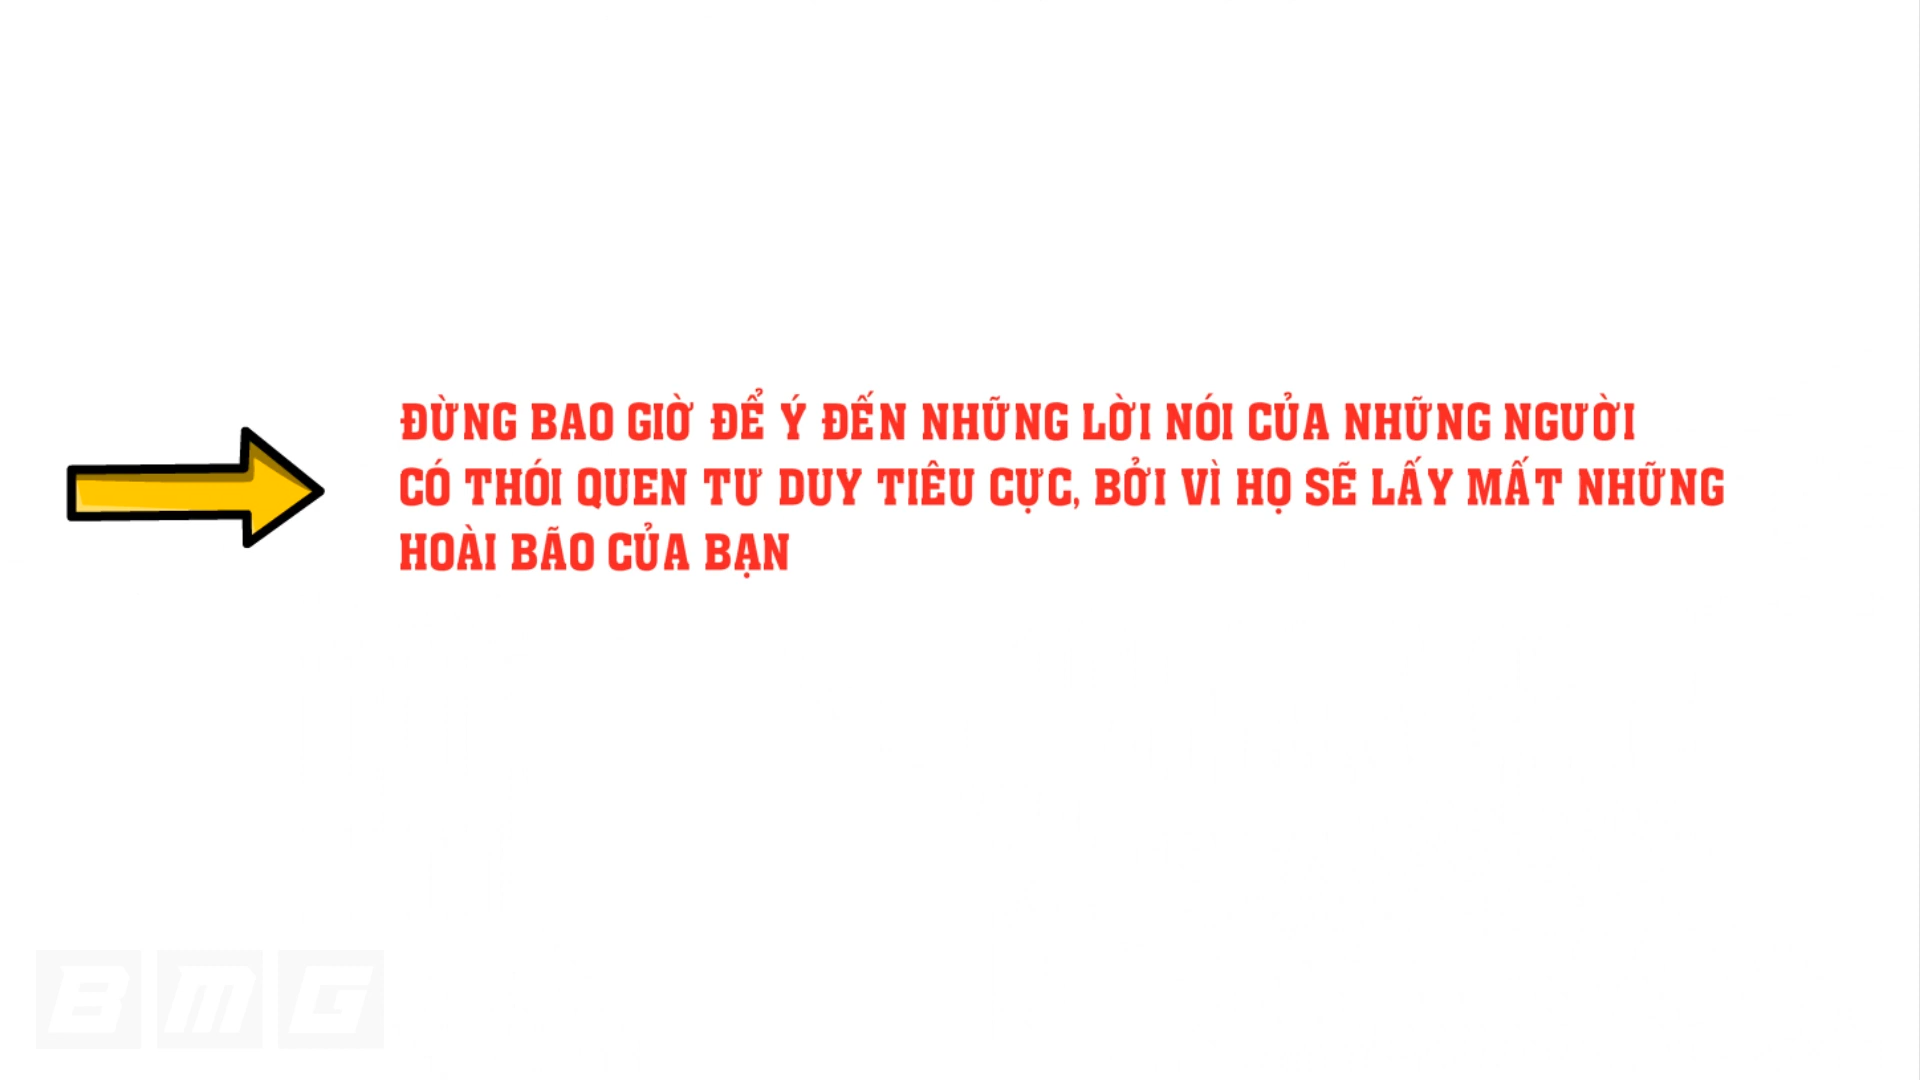 ĐỪNG BAO GIỜ ĐỂ Ý ĐẾN NHỮNG LỜI NÓI CỦA NHỮNG NGƯỜI
CÓ THÓI QUEN TƯ DUY TIÊU CỰC, BỞI VÌ HỌ SẼ LẤY MẤT NHỮNG
HOÀI BÃO CỦA BẠN
BMG